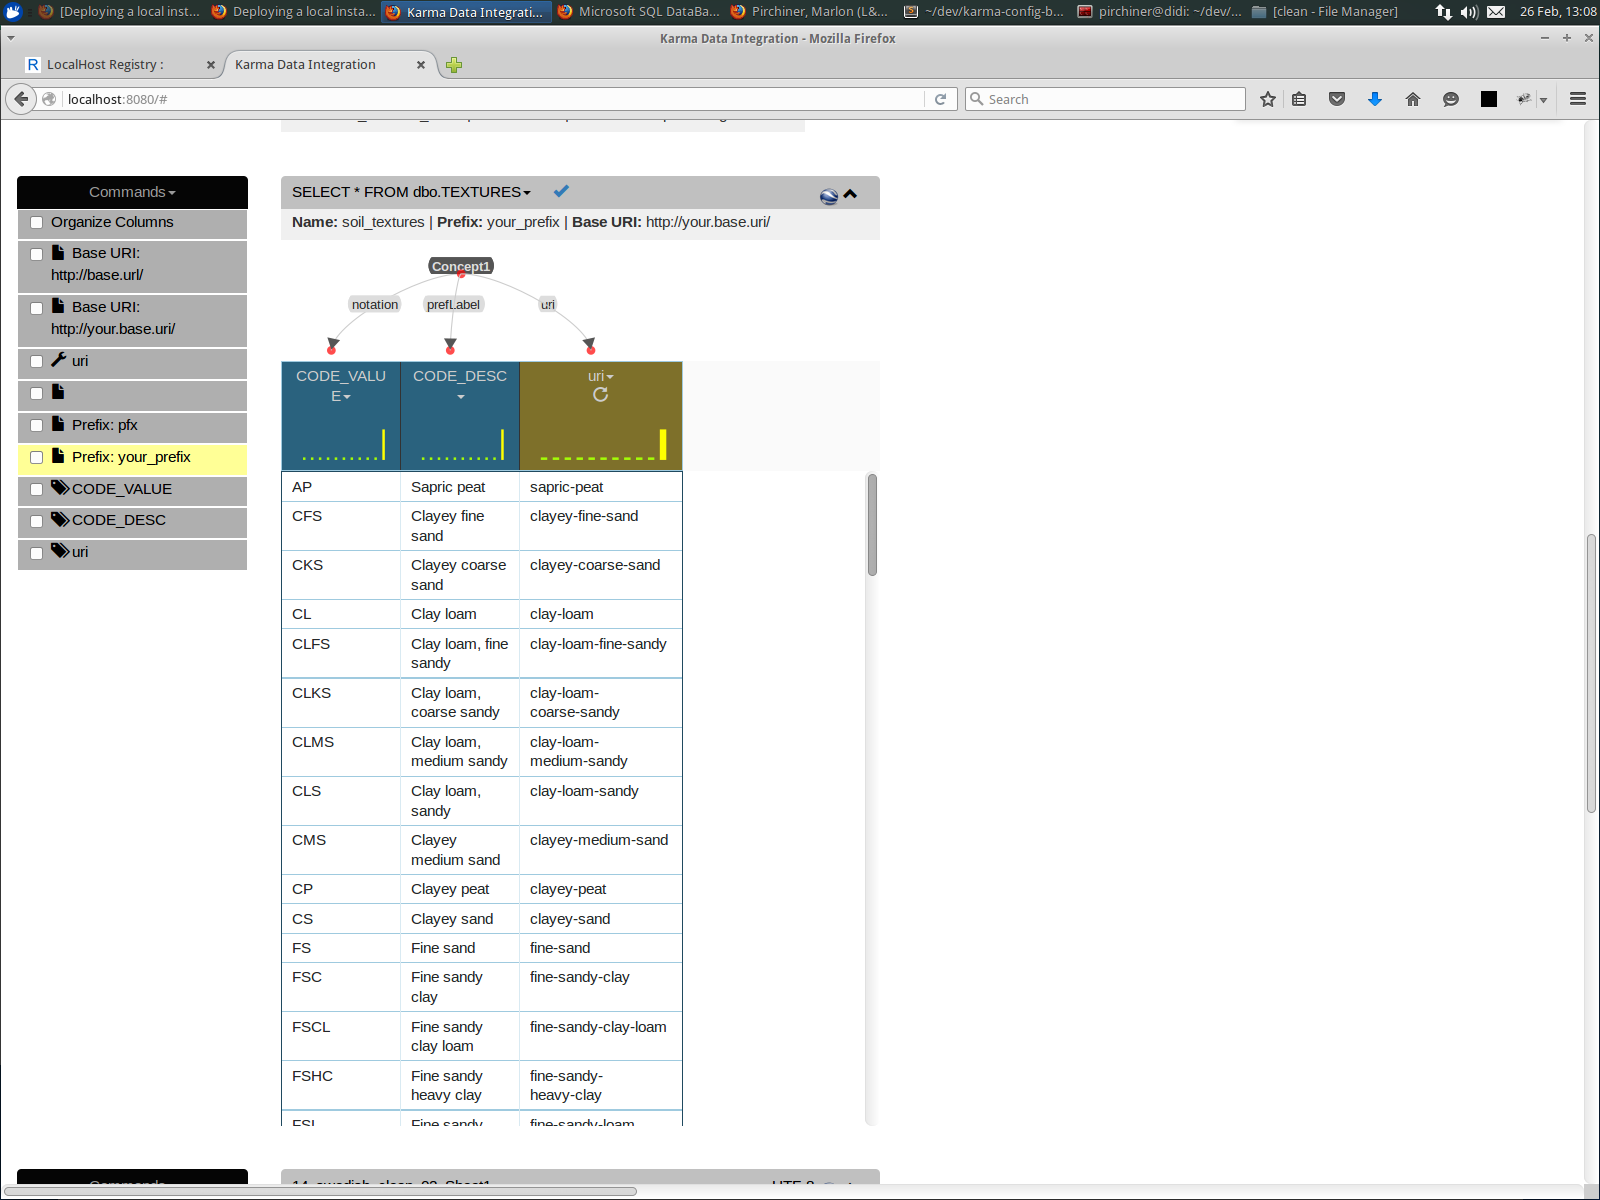 [Deploying a local inst... Deploying a local insta... Karma Data Integrati... Microsoft SQL DataBa... Pirchiner, Marlon (L&... ~/dev/karma-config-b... pirchiner@didi: ~/dev/... [clean - File Manager] 26 Feb, 13:08
Karma Data Integration - Mozilla Firefox
R LocalHost Registry : Karma Data Integration
localhost:8080/# Search
Commands
Organize Columns
Base URI:
http://base.url/
Base URI:
http://your.base.uri/
uri
Prefix: pfx
Prefix: your_prefix
CODE_VALUE
CODE_DESC
uri
SELECT * FROM dbo.TEXTURES
Name: soil_textures | Prefix: your_prefix | Base URI: http://your.base.uri/
Concept1
notation prefLabel uri
CODE_VALU
E
CODE_DESC
uri
AP Sapric peat sapric-peat
CFS Clayey fine clayey-fine-sand
sand
CKS Clayey coarse clayey-coarse-sand
sand
CL Clay loam clay-loam
CLFS Clay loam, fine clay-loam-fine-sandy
sandy
CLKS Clay loam, clay-loam-
coarse sandy coarse-sandy
CLMS Clay loam, clay-loam-
medium sandy medium-sandy
CLS Clay loam, clay-loam-sandy
sandy
CMS Clayey clayey-medium-sand
medium sand
CP Clayey peat clayey-peat
CS Clayey sand clayey-sand
FS Fine sand fine-sand
FSC Fine sandy fine-sandy-clay
clay
FSCL Fine sandy fine-sandy-clay-loam
clay loam
FSHC Fine sandy fine-sandy-
heavy clay heavy-clay
FSL Fine sandy fine-sandy-loam
Commands